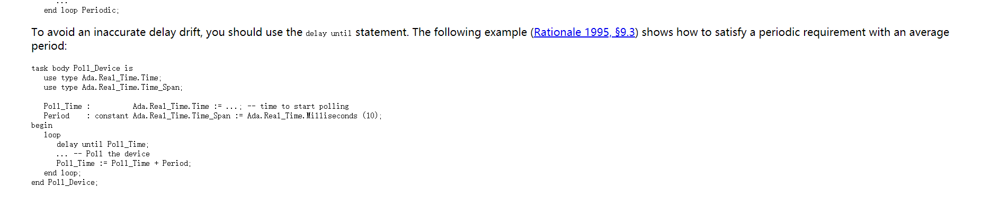 ...
end loop Periodic;
To avoid an inaccurate delay drift, you should use the delay until statement. The following example (Rationale 1995, §9.3) shows how to satisfy a periodic requirement with an average
period:
task body Poll_Device is
   use type Ada.Real_Time.Time;
   use type Ada.Real_Time.Time_Span;
   Poll_Time :          Ada.Real_Time.Time := ...; -- time to start polling
   Period    : constant Ada.Real_Time.Time_Span := Ada.Real_Time.Milliseconds (10);
begin
   loop
      delay until Poll_Time;
      ... -- Poll the device
      Poll_Time := Poll_Time + Period;
   end loop;
end Poll_Device;